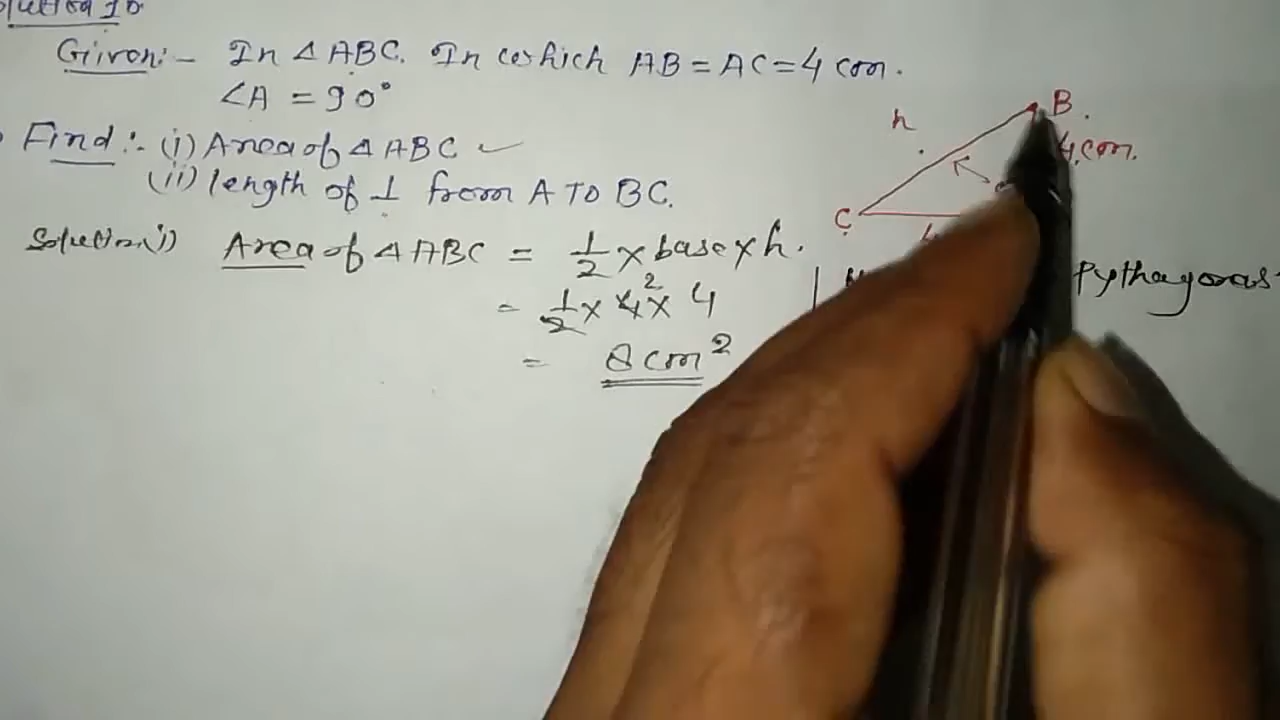 Given:- In △ABC. In which AB = AC = 4 cm.
∠A = 90°
Find:- (i) Area of △ABC ✓
(ii) length of ⊥ from A TO BC.
Solution(i) Area of △ABC = 1/2 × base × h.
= 1/2 × 4² × 4
= 8 cm²
h
B.
4 cm.
C
Pythagoras